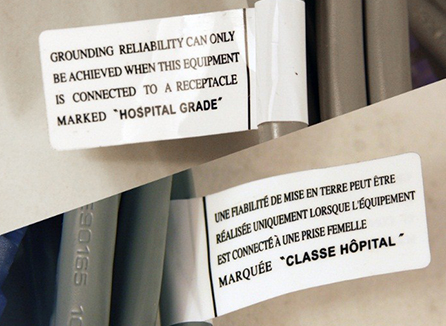 GROUNDING RELIABILITY CAN ONLY
BE ACHIEVED WHEN THIS EQUIPMENT
IS CONNECTED TO A RECEPTACLE
MARKED "HOSPITAL GRADE"
UNE FIABILITÉ DE MISE EN TERRE PEUT ÊTRE
RÉALISÉE UNIQUEMENT LORSQUE L'ÉQUIPEMENT
EST CONNECTÉ À UNE PRISE FEMELLE
MARQUÉE "CLASSE HÔPITAL"